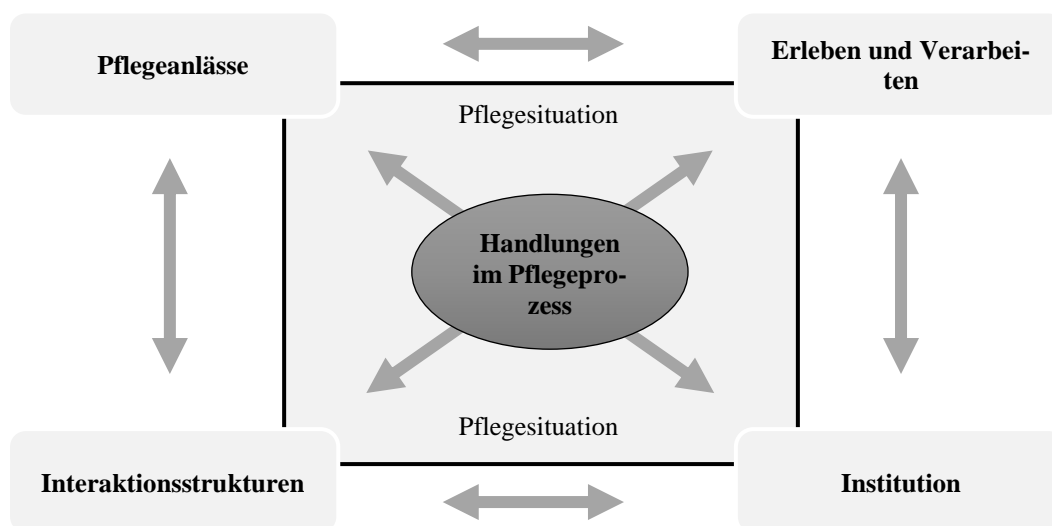 Pflegeanlässe
Erleben und Verarbei-
ten
Pflegesituation
Handlungen
im Pflegepro-
zess
Pflegesituation
Interaktionsstrukturen
Institution